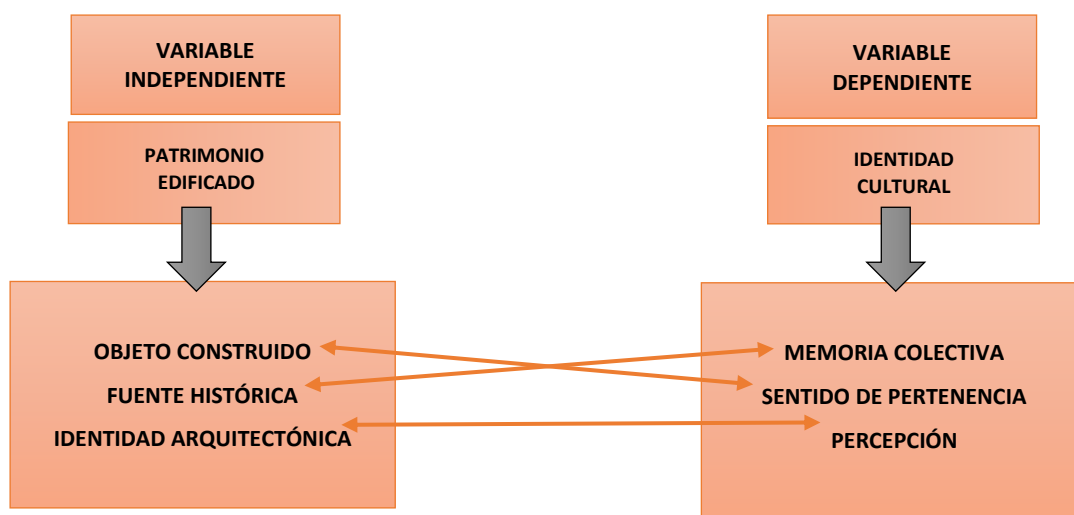 VARIABLE
INDEPENDIENTE
PATRIMONIO
EDIFICADO
OBJETO CONSTRUIDO
FUENTE HISTÓRICA
IDENTIDAD ARQUITECTÓNICA
VARIABLE
DEPENDIENTE
IDENTIDAD
CULTURAL
MEMORIA COLECTIVA
SENTIDO DE PERTENENCIA
PERCEPCIÓN